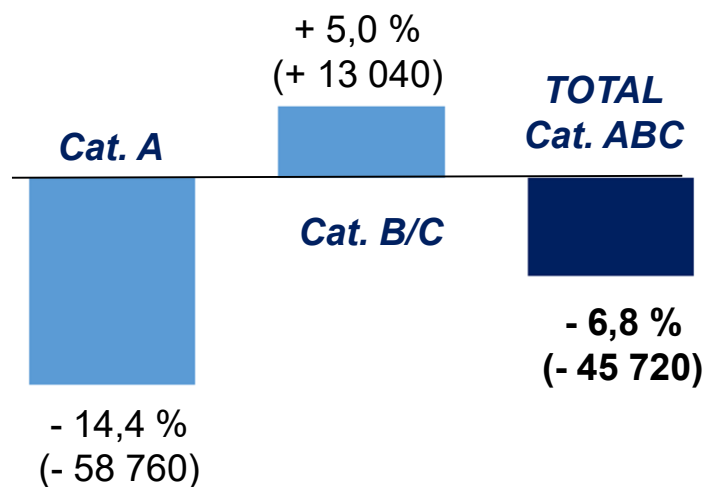 + 5,0 %
(+ 13 040)
TOTAL
Cat. ABC
Cat. A
Cat. B/C
- 6,8 %
(- 45 720)
- 14,4 %
(- 58 760)